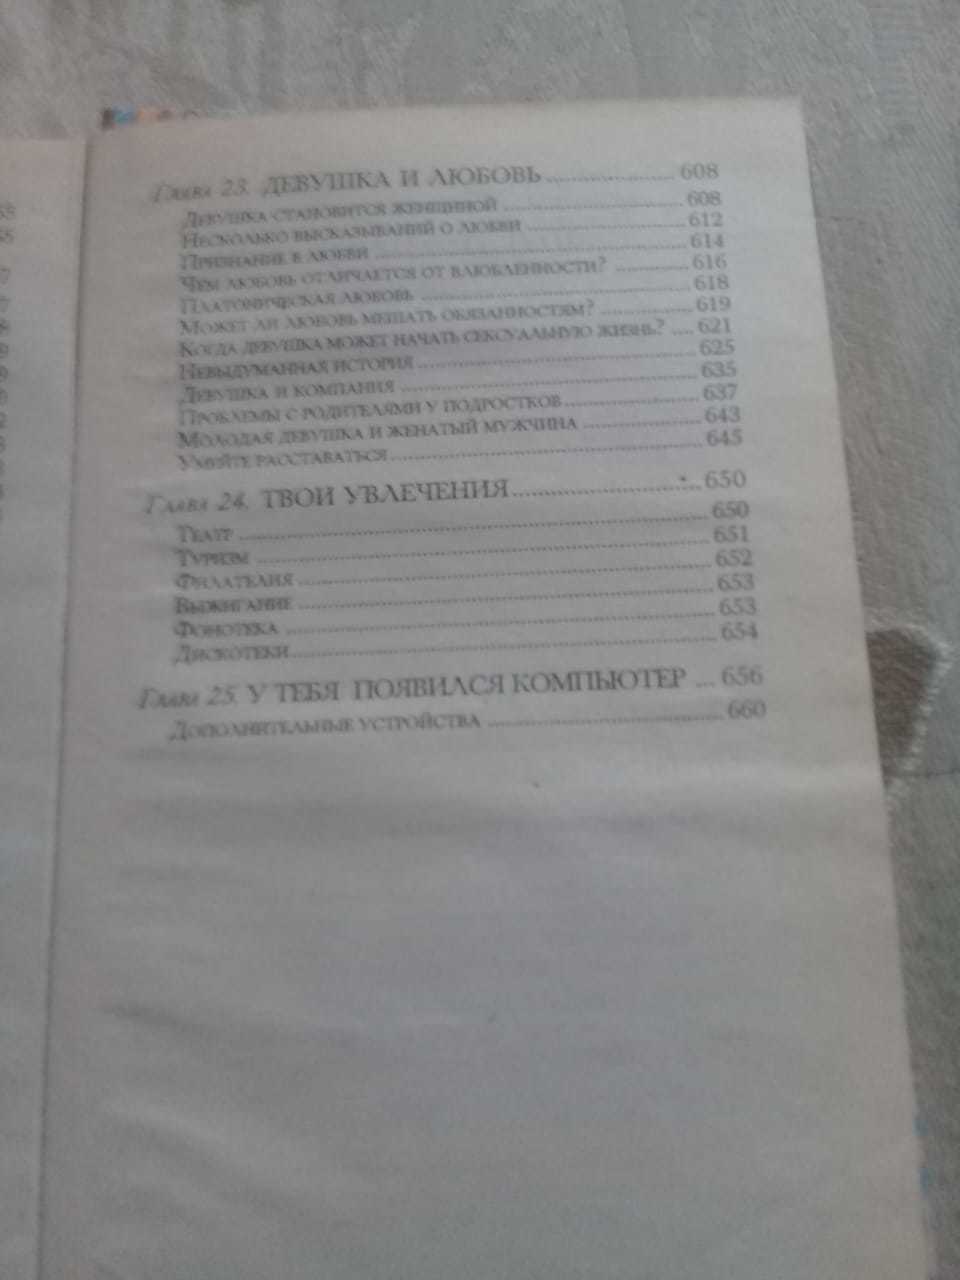 Глава 23. ДЕВУШКА И ЛЮБОВЬ ..... 608
Девушка становится женщиной ..... 608
Несколько высказываний о любви ..... 612
Признание в любви ..... 614
Чем любовь отличается от влюбленности? ..... 616
Платоническая любовь ..... 618
Может ли любовь мешать обязанностям? ..... 619
Когда девушка может начать сексуальную жизнь? ..... 621
Невыдуманная история ..... 625
Девушка и компания ..... 635
Проблемы с родителями у подростков ..... 637
Молодая девушка и женатый мужчина ..... 643
Умейте расставаться ..... 645
Глава 24. ТВОИ УВЛЕЧЕНИЯ ..... 650
Театр ..... 650
Туризм ..... 651
Филателия ..... 652
Выжигание ..... 653
Фонотека ..... 653
Дискотеки ..... 654
Глава 25. У ТЕБЯ ПОЯВИЛСЯ КОМПЬЮТЕР ..... 656
Дополнительные устройства ..... 660